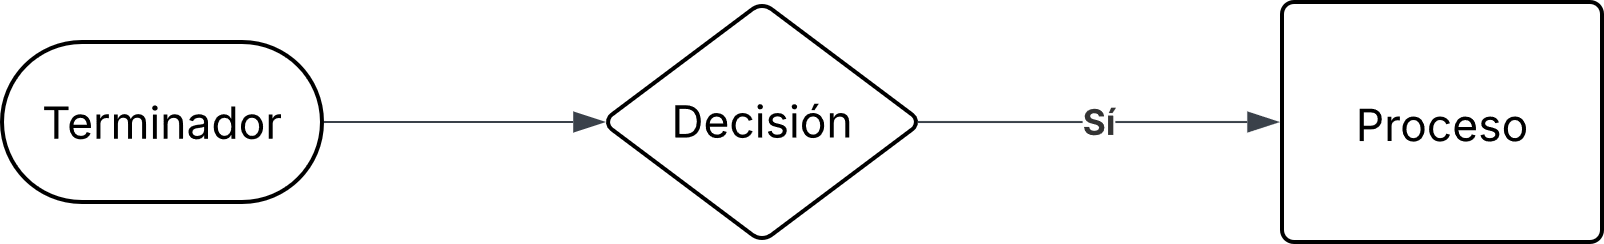 Terminador
Decisión
Sí
Proceso